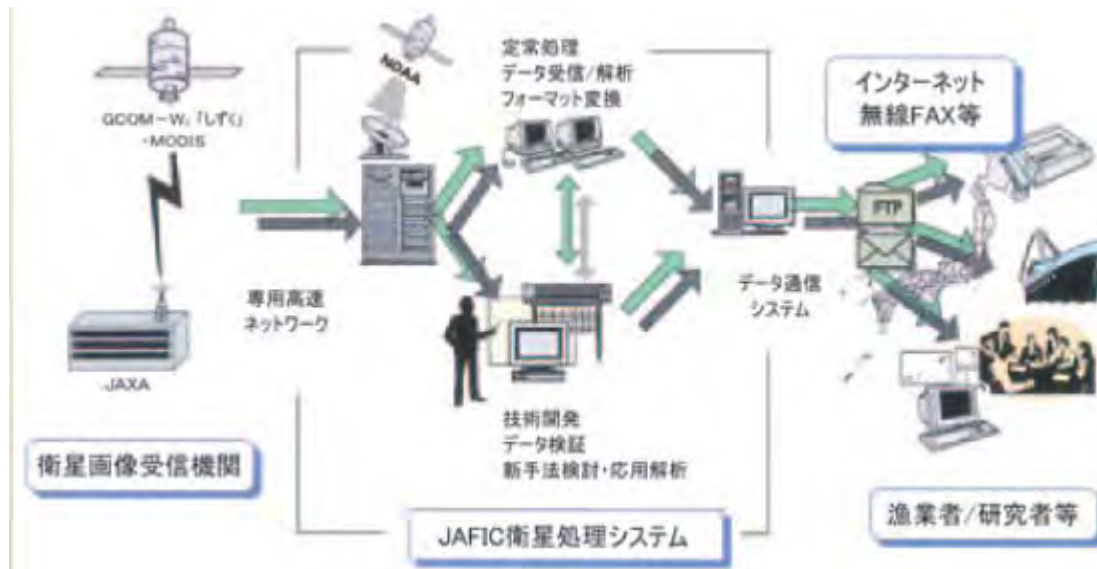 GCOM-W₁「しずく」
・MODIS
JAXA
衛星画像受信機関
専用高速
ネットワーク
NOAA
定常処理
データ受信/解析
フォーマット変換
技術開発
データ検証
新手法検討・応用解析
JAFIC衛星処理システム
データ通信
システム
インターネット
無線FAX等
FTP
漁業者/研究者等